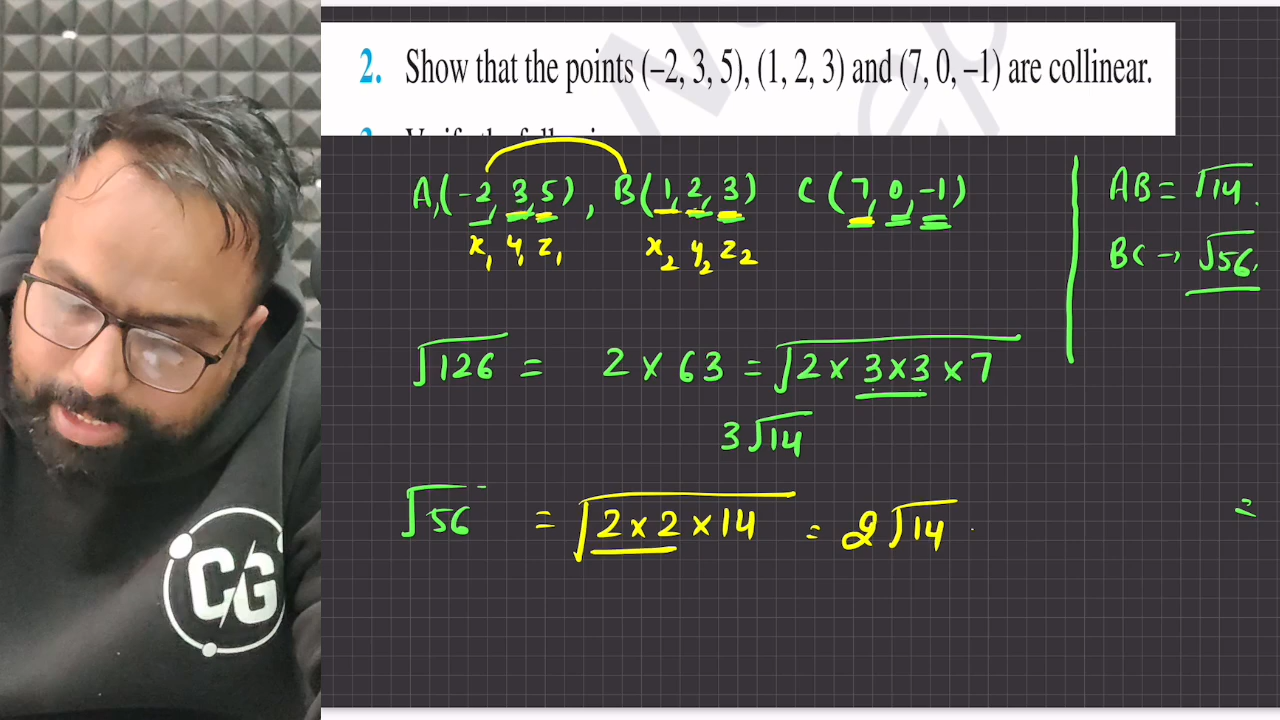 2. Show that the points (–2, 3, 5), (1, 2, 3) and (7, 0, –1) are collinear.
A,(-2, 3, 5), B(1, 2, 3) C(7, 0, -1)
x₁ y₁ z₁ x₂ y₂ z₂
AB = √14.
BC → √56.
√126 = 2 × 63 = √2 × 3 × 3 × 7
3√14
√56 = √2 × 2 × 14 = 2√14
=
CG